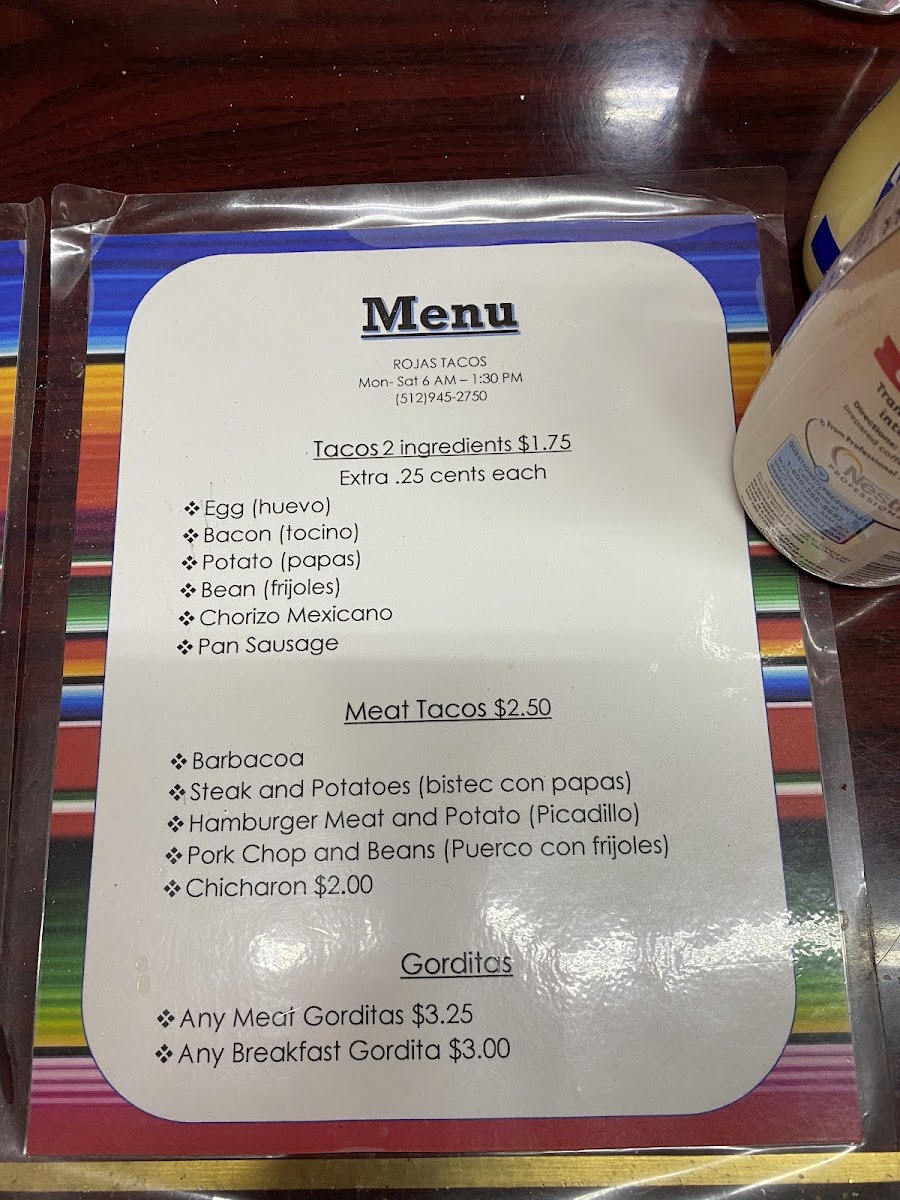 Menu
ROJAS TACOS
Mon- Sat 6 AM – 1:30 PM
(512)945-2750
Tacos 2 ingredients $1.75
Extra .25 cents each
❖ Egg (huevo)
❖ Bacon (tocino)
❖ Potato (papas)
❖ Bean (frijoles)
❖ Chorizo Mexicano
❖ Pan Sausage
Meat Tacos $2.50
❖ Barbacoa
❖ Steak and Potatoes (bistec con papas)
❖ Hamburger Meat and Potato (Picadillo)
❖ Pork Chop and Beans (Puerco con frijoles)
❖ Chicharon $2.00
Gorditas
❖ Any Meat Gorditas $3.25
❖ Any Breakfast Gordita $3.00
Directions: